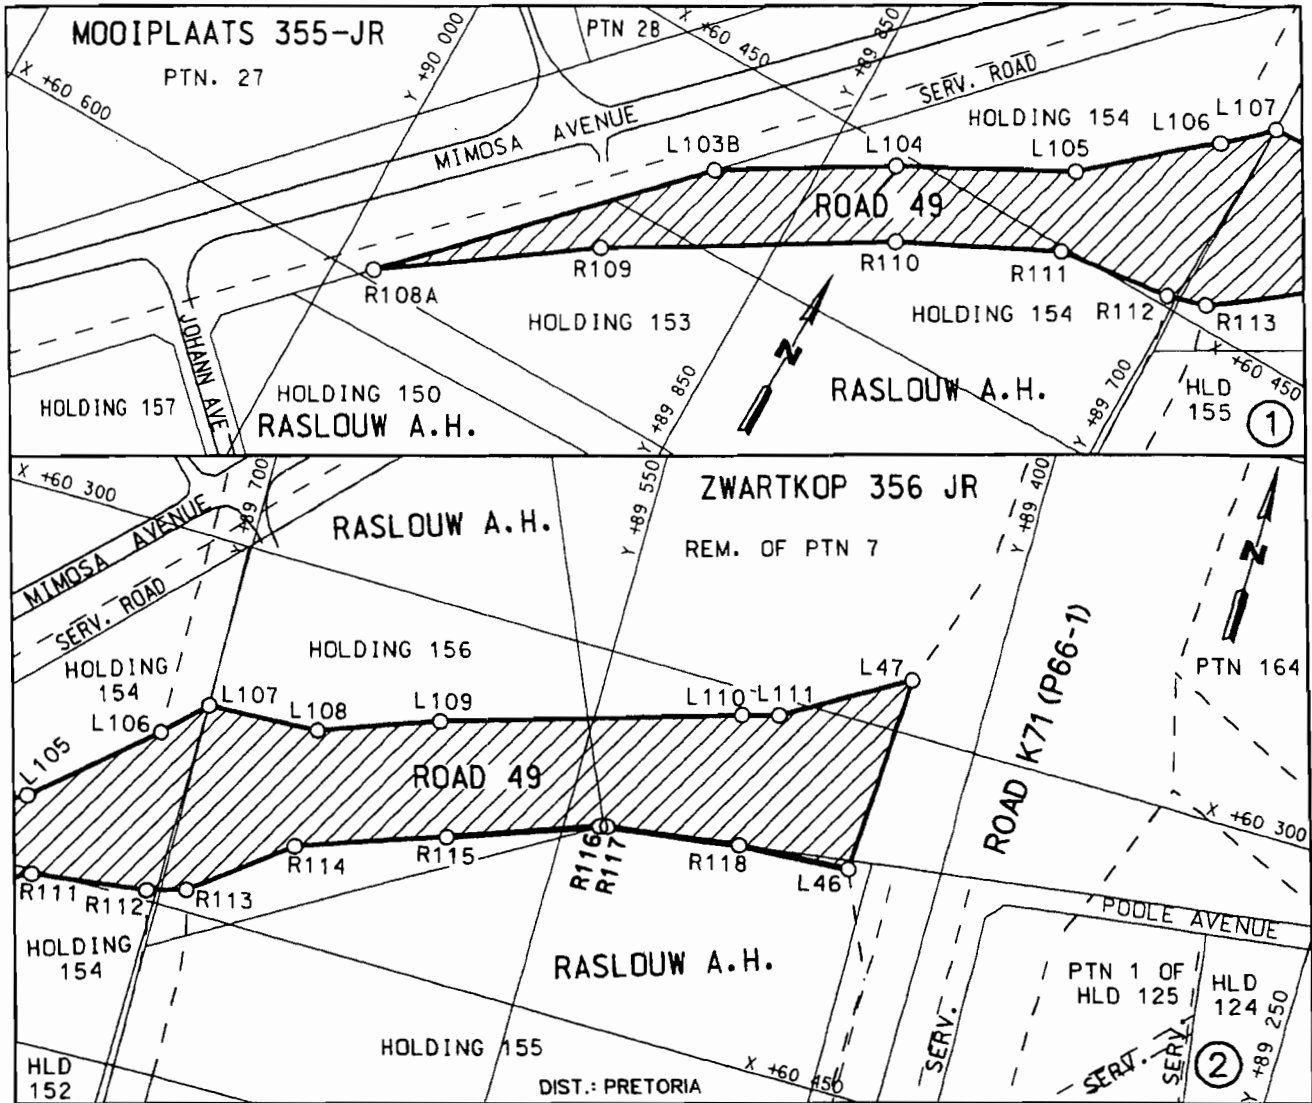 MOOIPLAATS 355-JR
PTN. 27
X +60 600
Y +90 000
PTN 28
X +60 450
Y +89 850
SERV. ROAD
MIMOSA AVENUE
HOLDING 154
L103B
L104
L105
L106
L107
ROAD 49
R108A
R109
R110
R111
R112
R113
HOLDING 153
HOLDING 154
N
JOHANN AVE
HOLDING 157
HOLDING 150
RASLOUW A.H.
Y +89 850
RASLOUW A.H.
Y +89 700
X +60 450
HLD
155
1
X +60 300
Y +89 700
MIMOSA AVENUE
SERV. ROAD
RASLOUW A.H.
Y +89 550
ZWARTKOP 356 JR
REM. OF PTN 7
Y +89 400
N
PTN 164
HOLDING
154
HOLDING 156
L105
L106
L107
L108
L109
L110
L111
L47
ROAD K71 (P66-1)
ROAD 49
X +60 300
R111
R112
R113
R114
R115
R116
R117
R118
L46
POOLE AVENUE
HOLDING
154
RASLOUW A.H.
PTN 1 OF
HLD 125
HLD
124
Y +89 250
HOLDING 155
X +60 450
SERV.
SERV.
SERV.
2
HLD
152
DIST.: PRETORIA